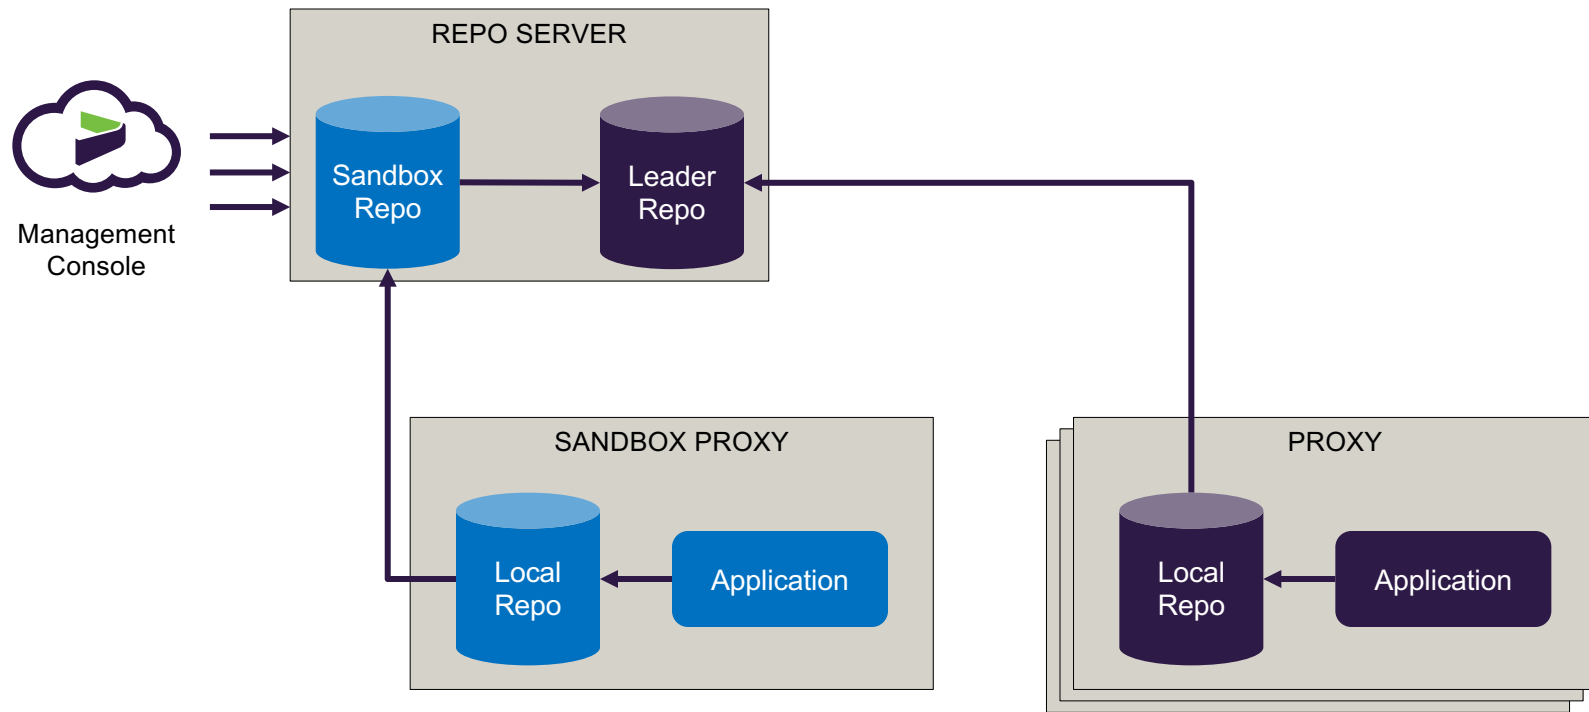 REPO SERVER
Sandbox
Repo
Leader
Repo
Management
Console
SANDBOX PROXY
Local
Repo
Application
PROXY
Local
Repo
Application